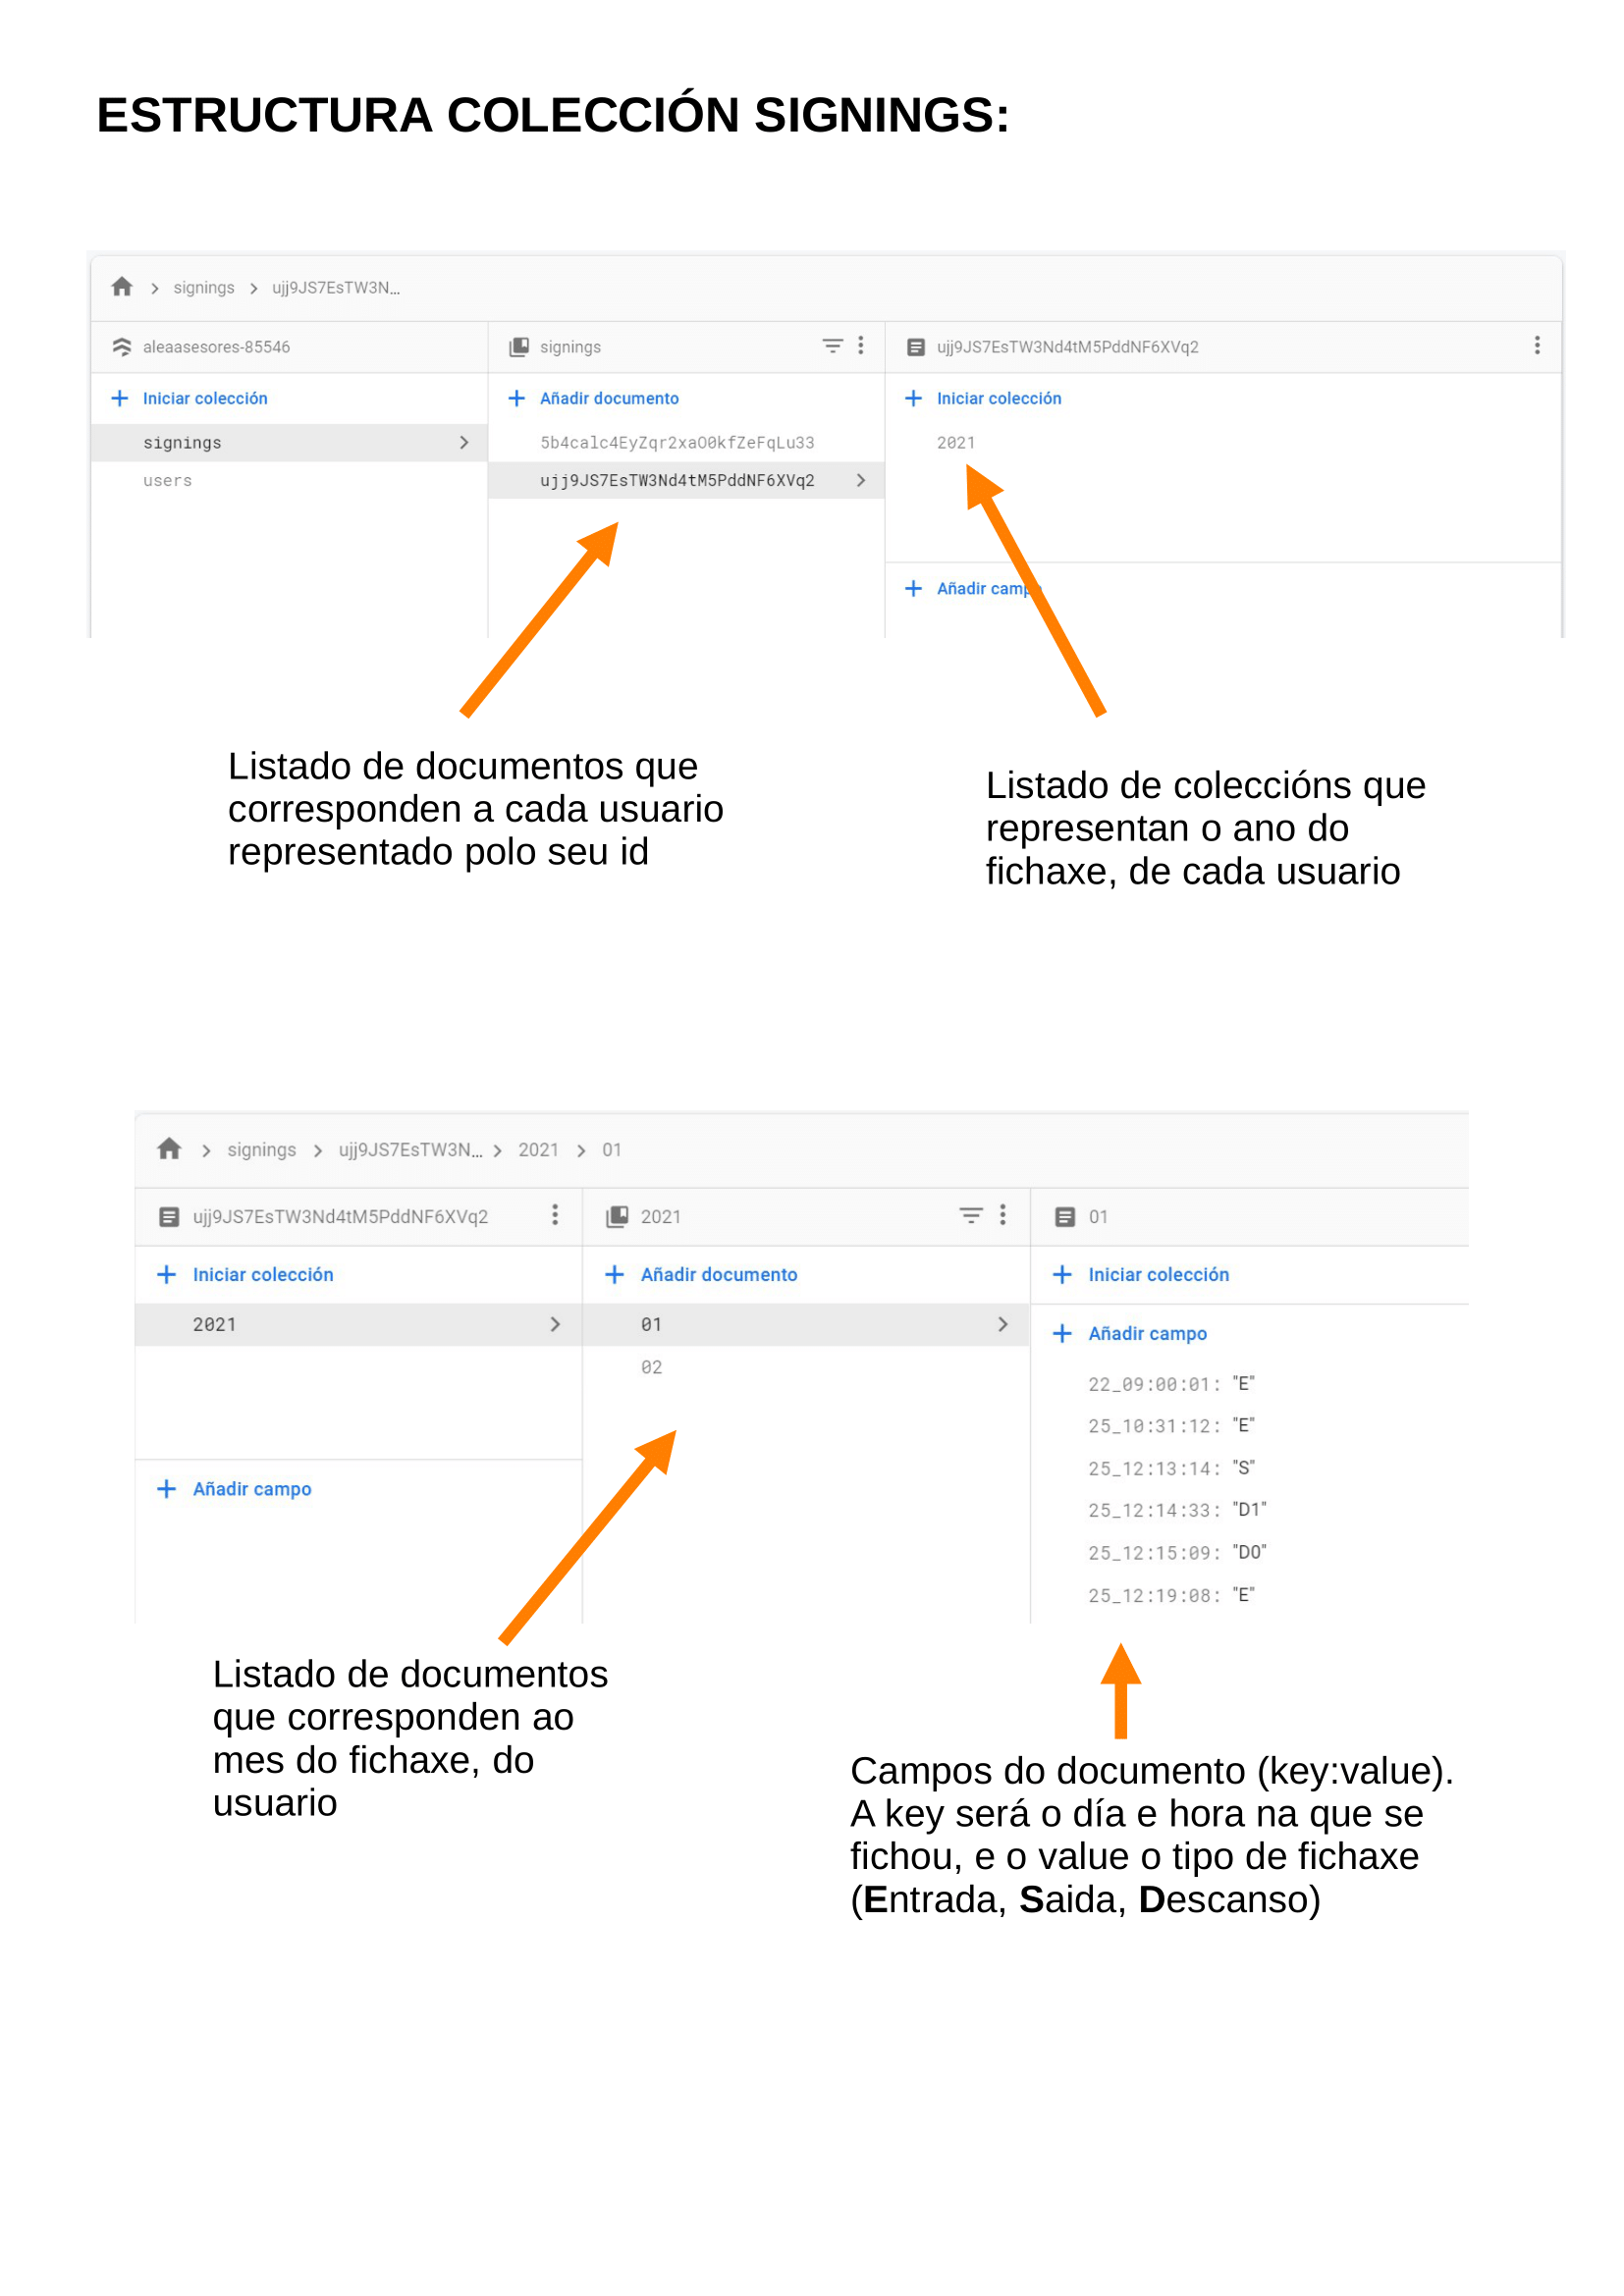 ESTRUCTURA COLECCIÓN SIGNINGS:
signings ujj9JS7EsTW3N...
aleaasesores-85546
Iniciar colección
signings
users
signings
Añadir documento
5b4calc4EyZqr2xaO0kfZeFqLu33
ujj9JS7EsTW3Nd4tM5PddNF6XVq2
ujj9JS7EsTW3Nd4tM5PddNF6XVq2
Iniciar colección
2021
Añadir campo
Listado de documentos que
corresponden a cada usuario
representado polo seu id
Listado de coleccións que
representan o ano do
fichaxe, de cada usuario
signings ujj9JS7EsTW3N... 2021 01
ujj9JS7EsTW3Nd4tM5PddNF6XVq2
Iniciar colección
2021
Añadir campo
2021
Añadir documento
01
02
01
Iniciar colección
Añadir campo
22_09:00:01: "E"
25_10:31:12: "E"
25_12:13:14: "S"
25_12:14:33: "D1"
25_12:15:09: "D0"
25_12:19:08: "E"
Listado de documentos
que corresponden ao
mes do fichaxe, do
usuario
Campos do documento (key:value).
A key será o día e hora na que se
fichou, e o value o tipo de fichaxe
(Entrada, Saida, Descanso)